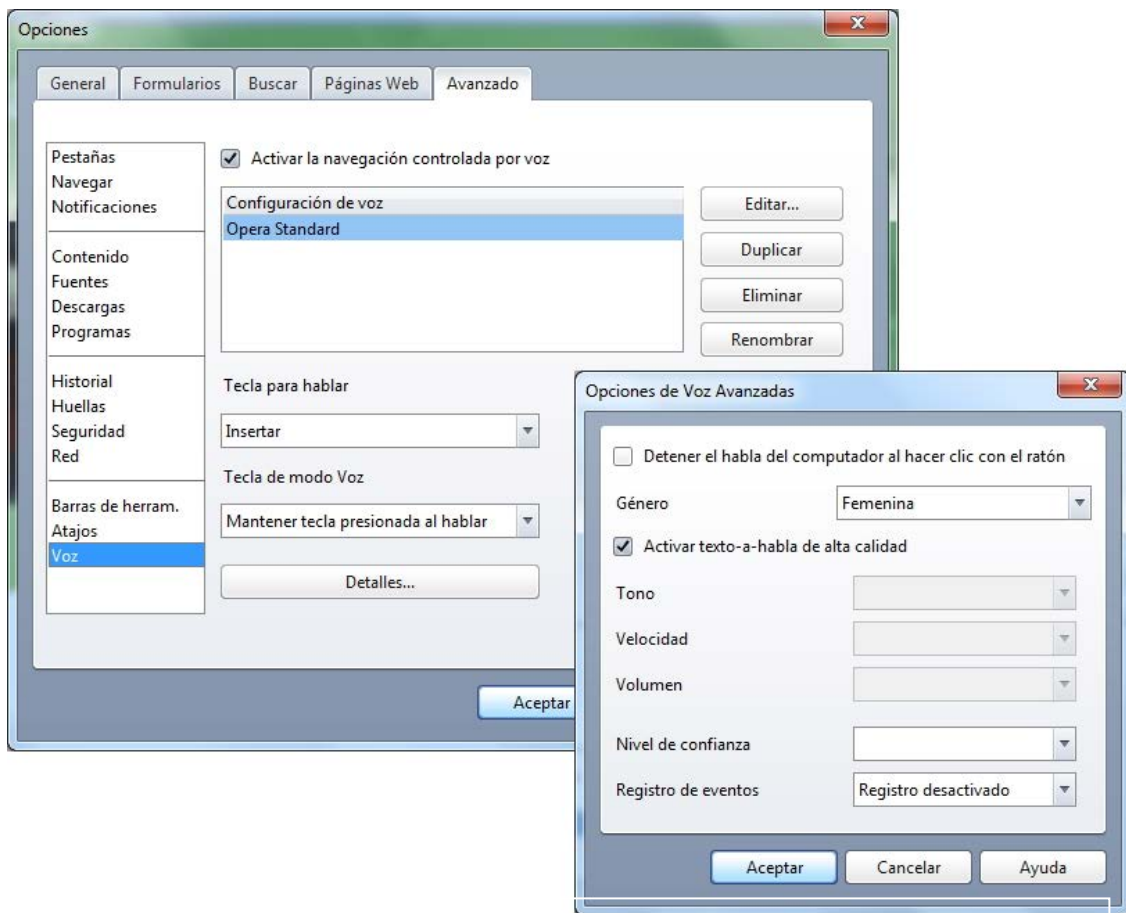 Opciones
General
Formularios
Buscar
Páginas Web
Avanzado
Pestañas
Navegar
Notificaciones
Contenido
Fuentes
Descargas
Programas
Historial
Huellas
Seguridad
Red
Barras de herram.
Atajos
Voz
Activar la navegación controlada por voz
Configuración de voz
Opera Standard
Editar...
Duplicar
Eliminar
Renombrar
Tecla para hablar
Insertar
Tecla de modo Voz
Mantener tecla presionada al hablar
Detalles...
Aceptar
Opciones de Voz Avanzadas
Detener el habla del computador al hacer clic con el ratón
Género
Femenina
Activar texto-a-habla de alta calidad
Tono
Velocidad
Volumen
Nivel de confianza
Registro de eventos
Registro desactivado
Aceptar
Cancelar
Ayuda